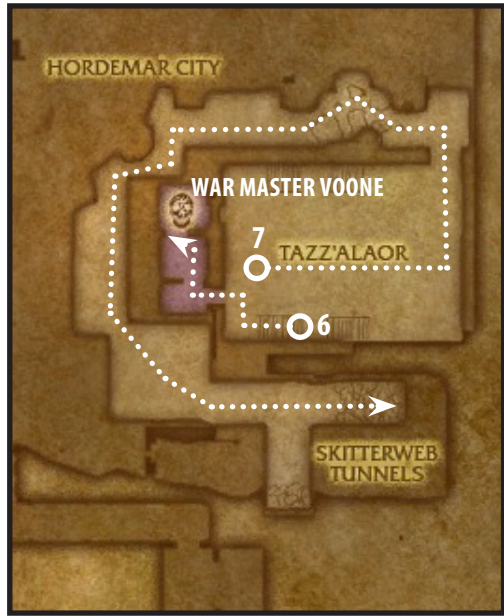 HORDEMAR CITY
WAR MASTER VOONE
7
TAZZ'ALAOR
6
SKITTERWEB
TUNNELS